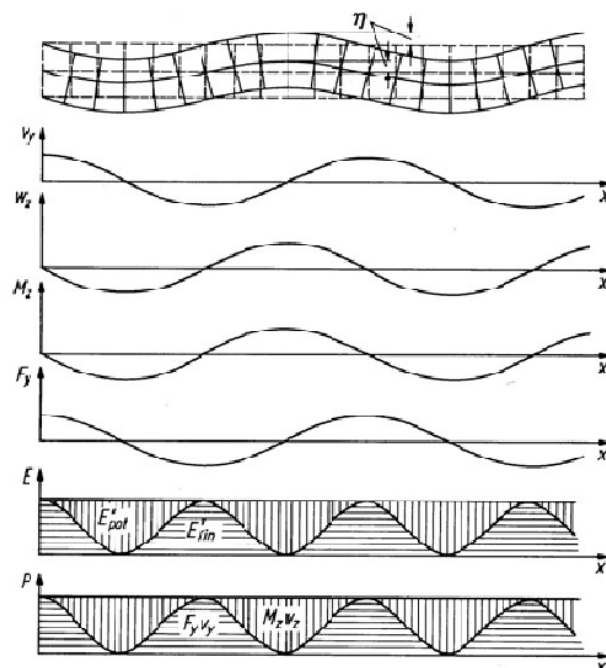 η
v_y
x
w_z
x
M_z
x
F_y
x
E
E'_pot E'_kin
x
P
F_y v_y M_z w_z
x